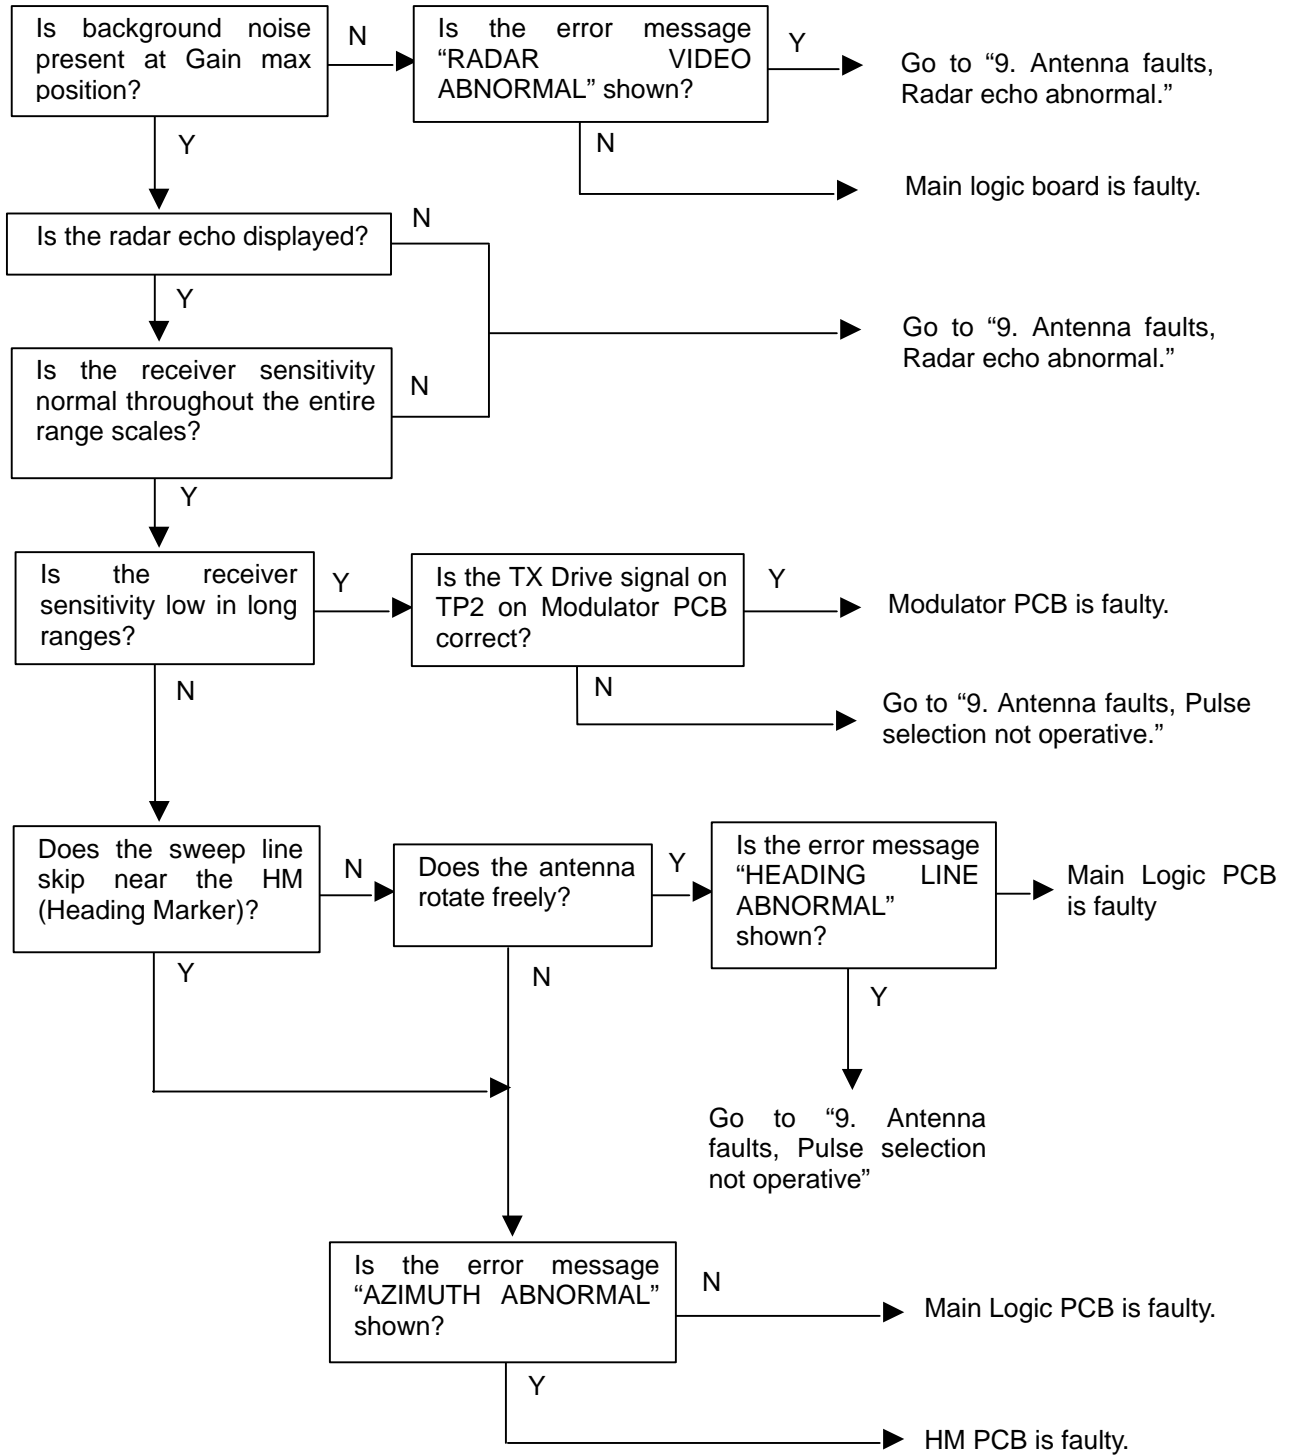 Is background noise
present at Gain max
position?
N
Is the error message
“RADAR VIDEO
ABNORMAL” shown?
Y
Go to “9. Antenna faults,
Radar echo abnormal.”
Y
N
Main logic board is faulty.
Is the radar echo displayed?
N
Y
Go to “9. Antenna faults,
Radar echo abnormal.”
Is the receiver sensitivity
normal throughout the entire
range scales?
N
Y
Is the receiver
sensitivity low in long
ranges?
Y
Is the TX Drive signal on
TP2 on Modulator PCB
correct?
Y
Modulator PCB is faulty.
N
N
Go to “9. Antenna faults, Pulse
selection not operative.”
Does the sweep line
skip near the HM
(Heading Marker)?
N
Does the antenna
rotate freely?
Y
Is the error message
“HEADING LINE
ABNORMAL”
shown?
Main Logic PCB
is faulty
Y
N
Y
Go to “9. Antenna
faults, Pulse selection
not operative”
Is the error message
“AZIMUTH ABNORMAL”
shown?
N
Main Logic PCB is faulty.
Y
HM PCB is faulty.